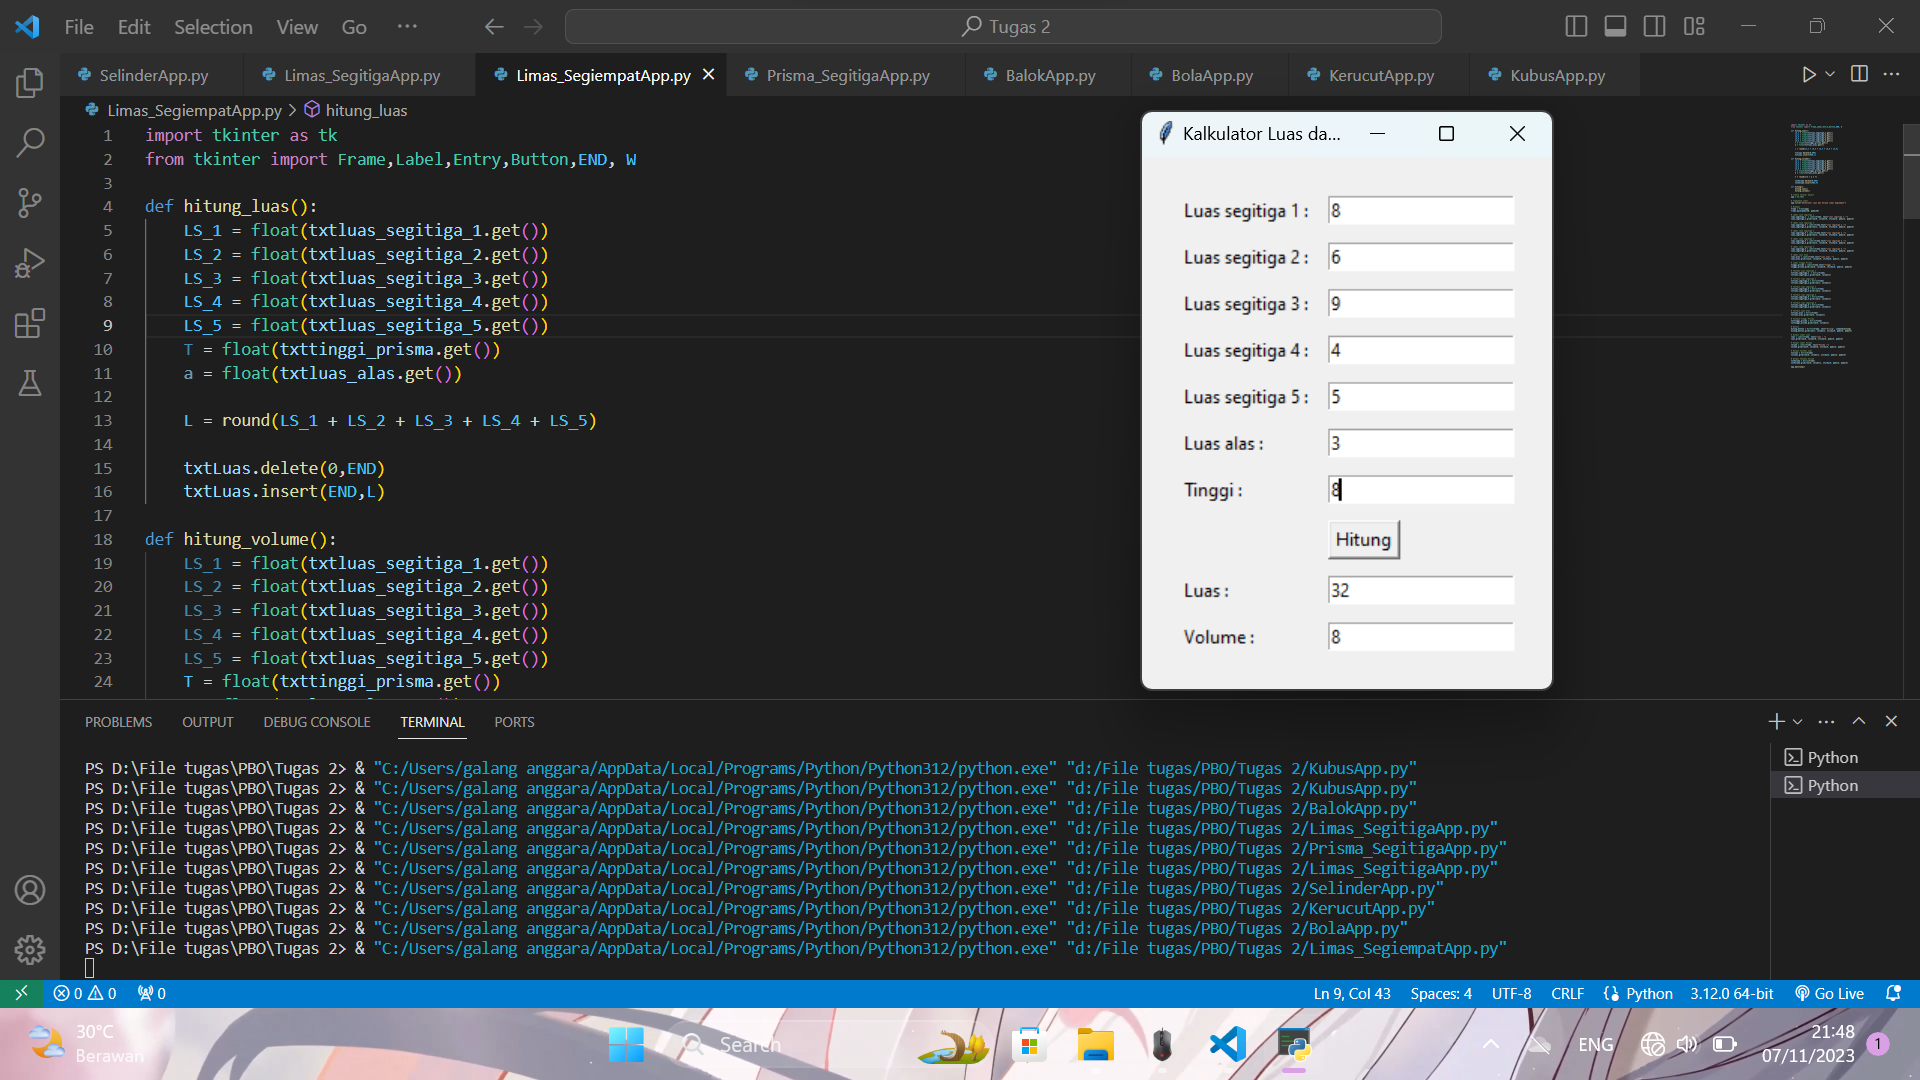 File Edit Selection View Go ··· Tugas 2
SelinderApp.py Limas_SegitigaApp.py Limas_SegiempatApp.py Prisma_SegitigaApp.py BalokApp.py BolaApp.py KerucutApp.py KubusApp.py
Limas_SegiempatApp.py > hitung_luas
1 import tkinter as tk
2 from tkinter import Frame,Label,Entry,Button,END, W
3
4 def hitung_luas():
5 LS_1 = float(txtluas_segitiga_1.get())
6 LS_2 = float(txtluas_segitiga_2.get())
7 LS_3 = float(txtluas_segitiga_3.get())
8 LS_4 = float(txtluas_segitiga_4.get())
9 LS_5 = float(txtluas_segitiga_5.get())
10 T = float(txttinggi_prisma.get())
11 a = float(txtluas_alas.get())
12
13 L = round(LS_1 + LS_2 + LS_3 + LS_4 + LS_5)
14
15 txtLuas.delete(0,END)
16 txtLuas.insert(END,L)
17
18 def hitung_volume():
19 LS_1 = float(txtluas_segitiga_1.get())
20 LS_2 = float(txtluas_segitiga_2.get())
21 LS_3 = float(txtluas_segitiga_3.get())
22 LS_4 = float(txtluas_segitiga_4.get())
23 LS_5 = float(txtluas_segitiga_5.get())
24 T = float(txttinggi_prisma.get())
Kalkulator Luas da...
Luas segitiga 1 : 8
Luas segitiga 2 : 6
Luas segitiga 3 : 9
Luas segitiga 4 : 4
Luas segitiga 5 : 5
Luas alas : 3
Tinggi : 8
Hitung
Luas : 32
Volume : 8
PROBLEMS OUTPUT DEBUG CONSOLE TERMINAL PORTS
PS D:\File tugas\PBO\Tugas 2> & "C:/Users/galang anggara/AppData/Local/Programs/Python/Python312/python.exe" "d:/File tugas/PBO/Tugas 2/KubusApp.py"
PS D:\File tugas\PBO\Tugas 2> & "C:/Users/galang anggara/AppData/Local/Programs/Python/Python312/python.exe" "d:/File tugas/PBO/Tugas 2/KubusApp.py"
PS D:\File tugas\PBO\Tugas 2> & "C:/Users/galang anggara/AppData/Local/Programs/Python/Python312/python.exe" "d:/File tugas/PBO/Tugas 2/BalokApp.py"
PS D:\File tugas\PBO\Tugas 2> & "C:/Users/galang anggara/AppData/Local/Programs/Python/Python312/python.exe" "d:/File tugas/PBO/Tugas 2/Limas_SegitigaApp.py"
PS D:\File tugas\PBO\Tugas 2> & "C:/Users/galang anggara/AppData/Local/Programs/Python/Python312/python.exe" "d:/File tugas/PBO/Tugas 2/Prisma_SegitigaApp.py"
PS D:\File tugas\PBO\Tugas 2> & "C:/Users/galang anggara/AppData/Local/Programs/Python/Python312/python.exe" "d:/File tugas/PBO/Tugas 2/Limas_SegitigaApp.py"
PS D:\File tugas\PBO\Tugas 2> & "C:/Users/galang anggara/AppData/Local/Programs/Python/Python312/python.exe" "d:/File tugas/PBO/Tugas 2/SelinderApp.py"
PS D:\File tugas\PBO\Tugas 2> & "C:/Users/galang anggara/AppData/Local/Programs/Python/Python312/python.exe" "d:/File tugas/PBO/Tugas 2/KerucutApp.py"
PS D:\File tugas\PBO\Tugas 2> & "C:/Users/galang anggara/AppData/Local/Programs/Python/Python312/python.exe" "d:/File tugas/PBO/Tugas 2/BolaApp.py"
PS D:\File tugas\PBO\Tugas 2> & "C:/Users/galang anggara/AppData/Local/Programs/Python/Python312/python.exe" "d:/File tugas/PBO/Tugas 2/Limas_SegiempatApp.py"
Python
Python
0 0 0 Ln 9, Col 43 Spaces: 4 UTF-8 CRLF Python 3.12.0 64-bit Go Live
30°C
Berawan
Search
ENG
21:48
07/11/2023
1